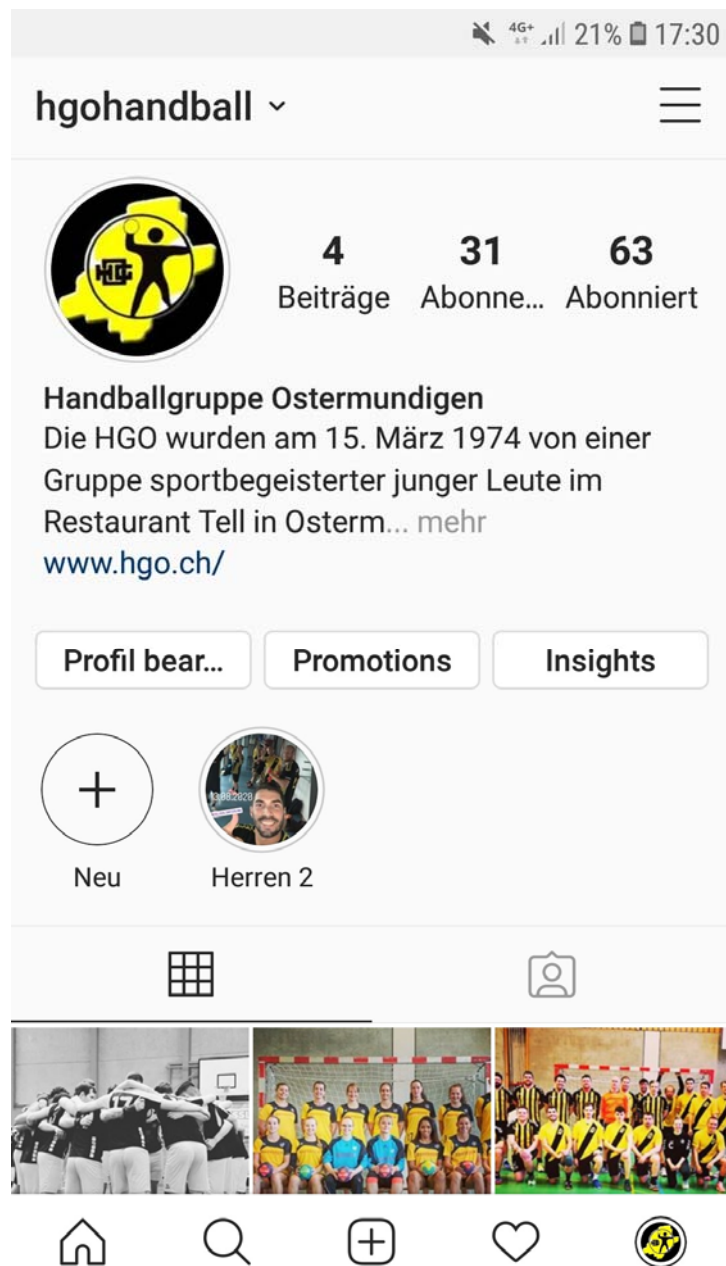 4G+ 21% 17:30
hgohandball
HGO
4 31 63
Beiträge Abonne... Abonniert
Handballgruppe Ostermundigen
Die HGO wurden am 15. März 1974 von einer
Gruppe sportbegeisterter junger Leute im
Restaurant Tell in Osterm... mehr
www.hgo.ch/
Profil bear... Promotions Insights
Neu Herren 2
17